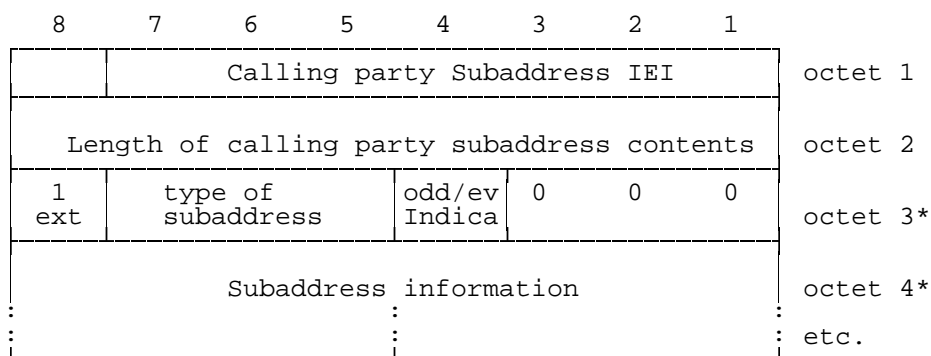 8 7 6 5 4 3 2 1
Calling party Subaddress IEI octet 1
Length of calling party subaddress contents octet 2
1 type of odd/ev 0 0 0
ext subaddress Indica octet 3*
Subaddress information octet 4*
: : :
: : : etc.